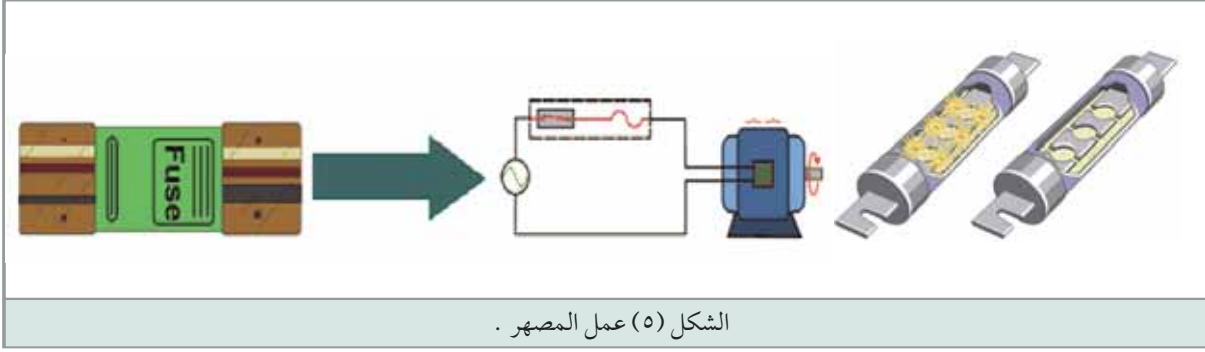 Fuse
الشكل (٥) عمل المصهر .